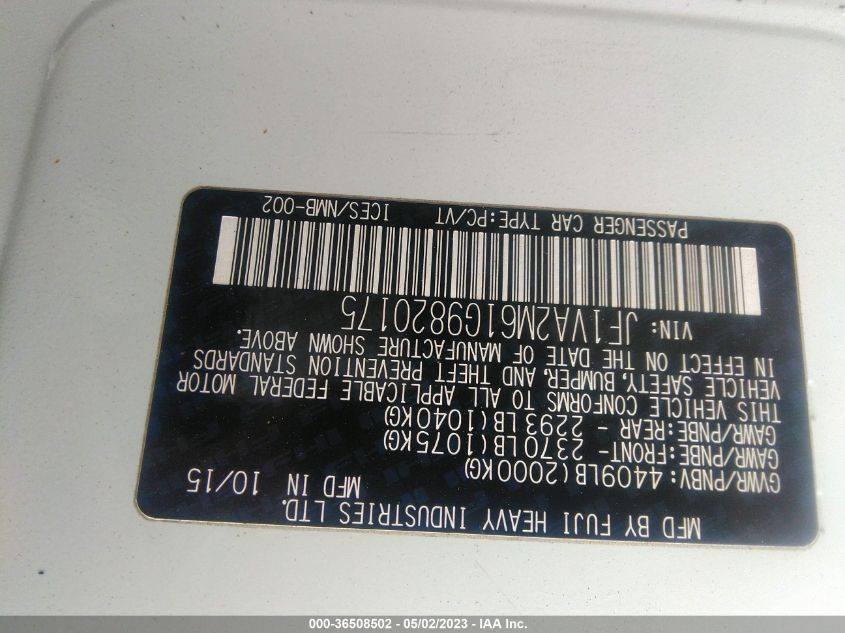 MFD BY FUJI HEAVY INDUSTRIES LTD.
MFD IN 10/15
GVWR/PNBV: 4409LB(2000KG)
GAWR/PNBE:FRONT- 2370LB(1075KG)
GAWR/PNBE:REAR - 2293LB(1040KG)
THIS VEHICLE CONFORMS TO ALL APPLICABLE FEDERAL MOTOR
VEHICLE SAFETY, BUMPER, AND THEFT PREVENTION STANDARDS
IN EFFECT ON THE DATE OF MANUFACTURE SHOWN ABOVE.
VIN: JF1VA2M61G9820175
PASSENGER CAR TYPE:PC/VT ICES/NMB-002
000-36508502 - 05/02/2023 - IAA Inc.